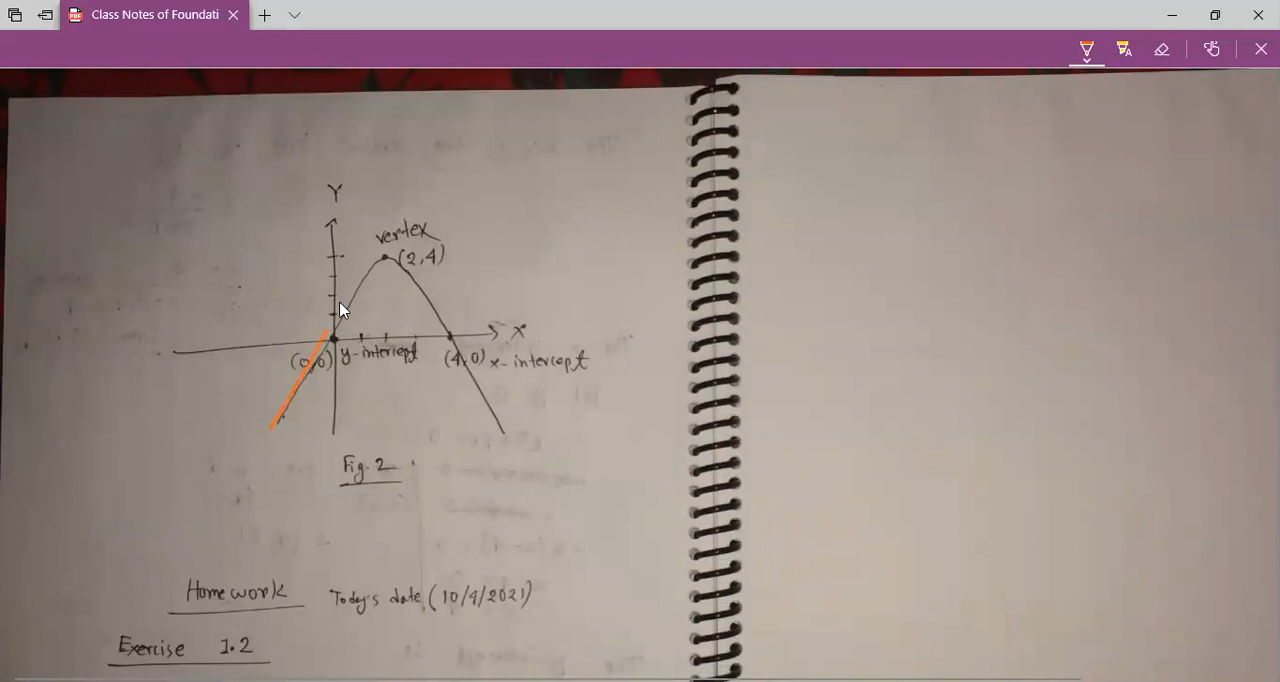 Class Notes of Foundati
Y
vertex
(2,4)
X
(0,0) y-intercept (4,0) x-intercept
Fig. 2
Homework Today's date (10/4/2021)
Exercise 1.2